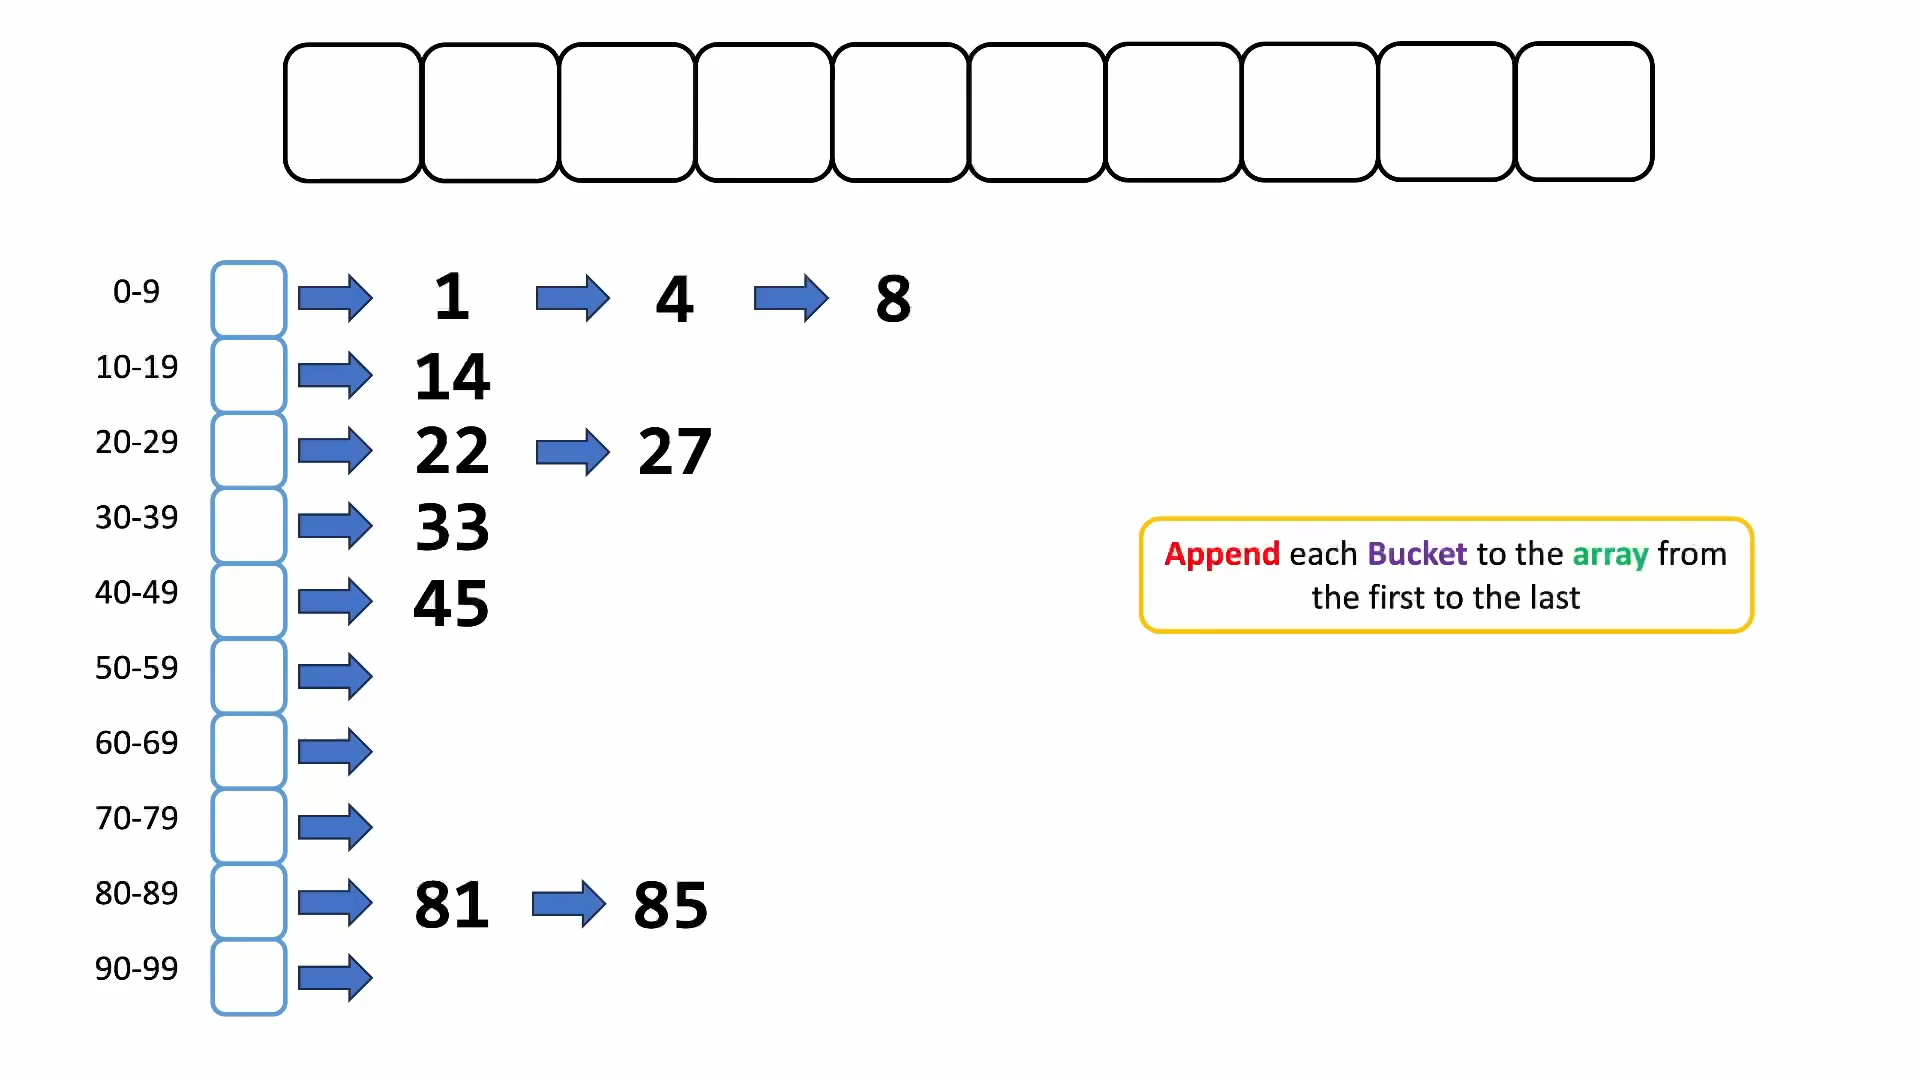 0-9 1 4 8
10-19 14
20-29 22 27
30-39 33
Append each Bucket to the array from
the first to the last
40-49 45
50-59
60-69
70-79
80-89 81 85
90-99